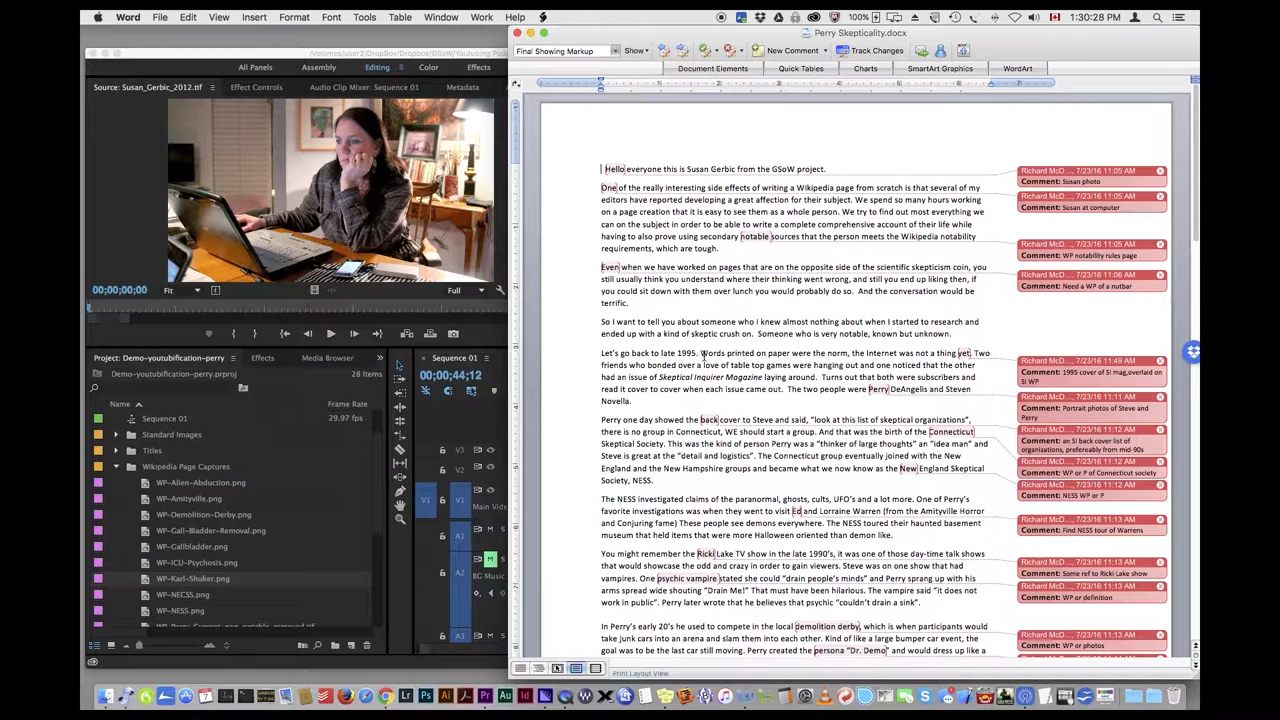 Word File Edit View Insert Format Font Tools Table Window Work Help
100%
1:30:28 PM
Perry Skepticality.docx
/Volumes/user2/DropBox/Dropbox/GSoW/Youtubing Pod
Final Showing Markup
Show
New Comment
Track Changes
All Panels Assembly Editing Color Effects
Document Elements Quick Tables Charts SmartArt Graphics WordArt
Source: Susan_Gerbic_2012.tif Effect Controls Audio Clip Mixer: Sequence 01 Metadata
Hello everyone this is Susan Gerbic from the GSoW project.
One of the really interesting side effects of writing a Wikipedia page from scratch is that several of my
editors have reported developing a great affection for their subject. We spend so many hours working
on a page creation that it is easy to see them as a whole person. We try to find out most everything we
can on the subject in order to be able to write a complete comprehensive account of their life while
having to also prove using secondary notable sources that the person meets the Wikipedia notability
requirements, which are tough.
Even when we have worked on pages that are on the opposite side of the scientific skepticism coin, you
still usually think you understand where their thinking went wrong, and still you end up liking then, if
you could sit down with them over lunch you would probably do so. And the conversation would be
terrific.
So I want to tell you about someone who I knew almost nothing about when I started to research and
ended up with a kind of skeptic crush on. Someone who is very notable, known but unknown.
Let's go back to late 1995. Words printed on paper were the norm, the Internet was not a thing yet. Two
friends who bonded over a love of table top games were hanging out and one noticed that the other
had an issue of Skeptical Inquirer Magazine laying around. Turns out that both were subscribers and
read it cover to cover when each issue came out. The two people were Perry DeAngelis and Steven
Novella.
Perry one day showed the back cover to Steve and said, "look at this list of skeptical organizations",
there is no group in Connecticut, WE should start a group. And that was the birth of the Connecticut
Skeptical Society. This was the kind of person Perry was a "thinker of large thoughts" an "idea man" and
Steve is great at the "detail and logistics". The Connecticut group eventually joined with the New
England and the New Hampshire groups and became what we now know as the New England Skeptical
Society, NESS.
The NESS investigated claims of the paranormal, ghosts, cults, UFO's and a lot more. One of Perry's
favorite investigations was when they went to visit Ed and Lorraine Warren (from the Amityville Horror
and Conjuring fame) These people see demons everywhere. The NESS toured their haunted basement
museum that held items that were more Halloween oriented than demon like.
You might remember the Ricki Lake TV show in the late 1990's, it was one of those day-time talk shows
that would showcase the odd and crazy in order to gain viewers. Steve was on one show that had
vampires. One psychic vampire stated she could "drain people's minds" and Perry sprang up with his
arms spread wide shouting "Drain Me!" That must have been hilarious. The vampire said "it does not
work in public". Perry later wrote that he believes that psychic "couldn't drain a sink".
In Perry's early 20's he used to compete in the local demolition derby, which is when participants would
take junk cars into an arena and slam them into each other. Kind of like a large bumper car event, the
goal was to be the last car still moving. Perry created the persona "Dr. Demo" and would dress up like a
Richard McD..., 7/23/16 11:05 AM
Comment: Susan photo
Richard McD..., 7/23/16 11:05 AM
Comment: Susan at computer
Richard McD..., 7/23/16 11:05 AM
Comment: WP notability rules page
Richard McD..., 7/23/16 11:06 AM
Comment: Need a WP of a nutbar
Richard McD..., 7/23/16 11:49 AM
Comment: 1995 cover of SI mag,overlaid on
SI WP
Richard McD..., 7/23/16 11:11 AM
Comment: Portrait photos of Steve and
Perry
Richard McD..., 7/23/16 11:12 AM
Comment: an SI back cover list of
organizations, prefereably from mid-90s
Richard McD..., 7/23/16 11:12 AM
Comment: WP or P of Connecticut society
Richard McD..., 7/23/16 11:12 AM
Comment: NESS WP or P
Richard McD..., 7/23/16 11:13 AM
Comment: Find NESS tour of Warrens
Richard McD..., 7/23/16 11:13 AM
Comment: Some ref to Ricki Lake show
Richard McD..., 7/23/16 11:13 AM
Comment: WP or definition
Richard McD..., 7/23/16 11:13 AM
Comment: WP or photos
00;00;00;00 Fit Full
Project: Demo-youtubification-perry Effects Media Browser
Demo-youtubification-perry.prproj 28 Items
Name Frame Rate
Sequence 01 29.97 fps
Standard Images
Titles
Wikipedia Page Captures
WP-Alien-Abduction.png
WP-Amityville.png
WP-Demolition-Derby.png
WP-Gall-Bladder-Removal.png
WP-Gallbladder.png
WP-ICU-Psychosis.png
WP-Karl-Shuker.png
WP-NECSS.png
WP-NESS.png
Sequence 01
00;00;44;12
V3
V2
V1 V1 Main Vid
A1
A2 M BG Music
A3
Print Layout View